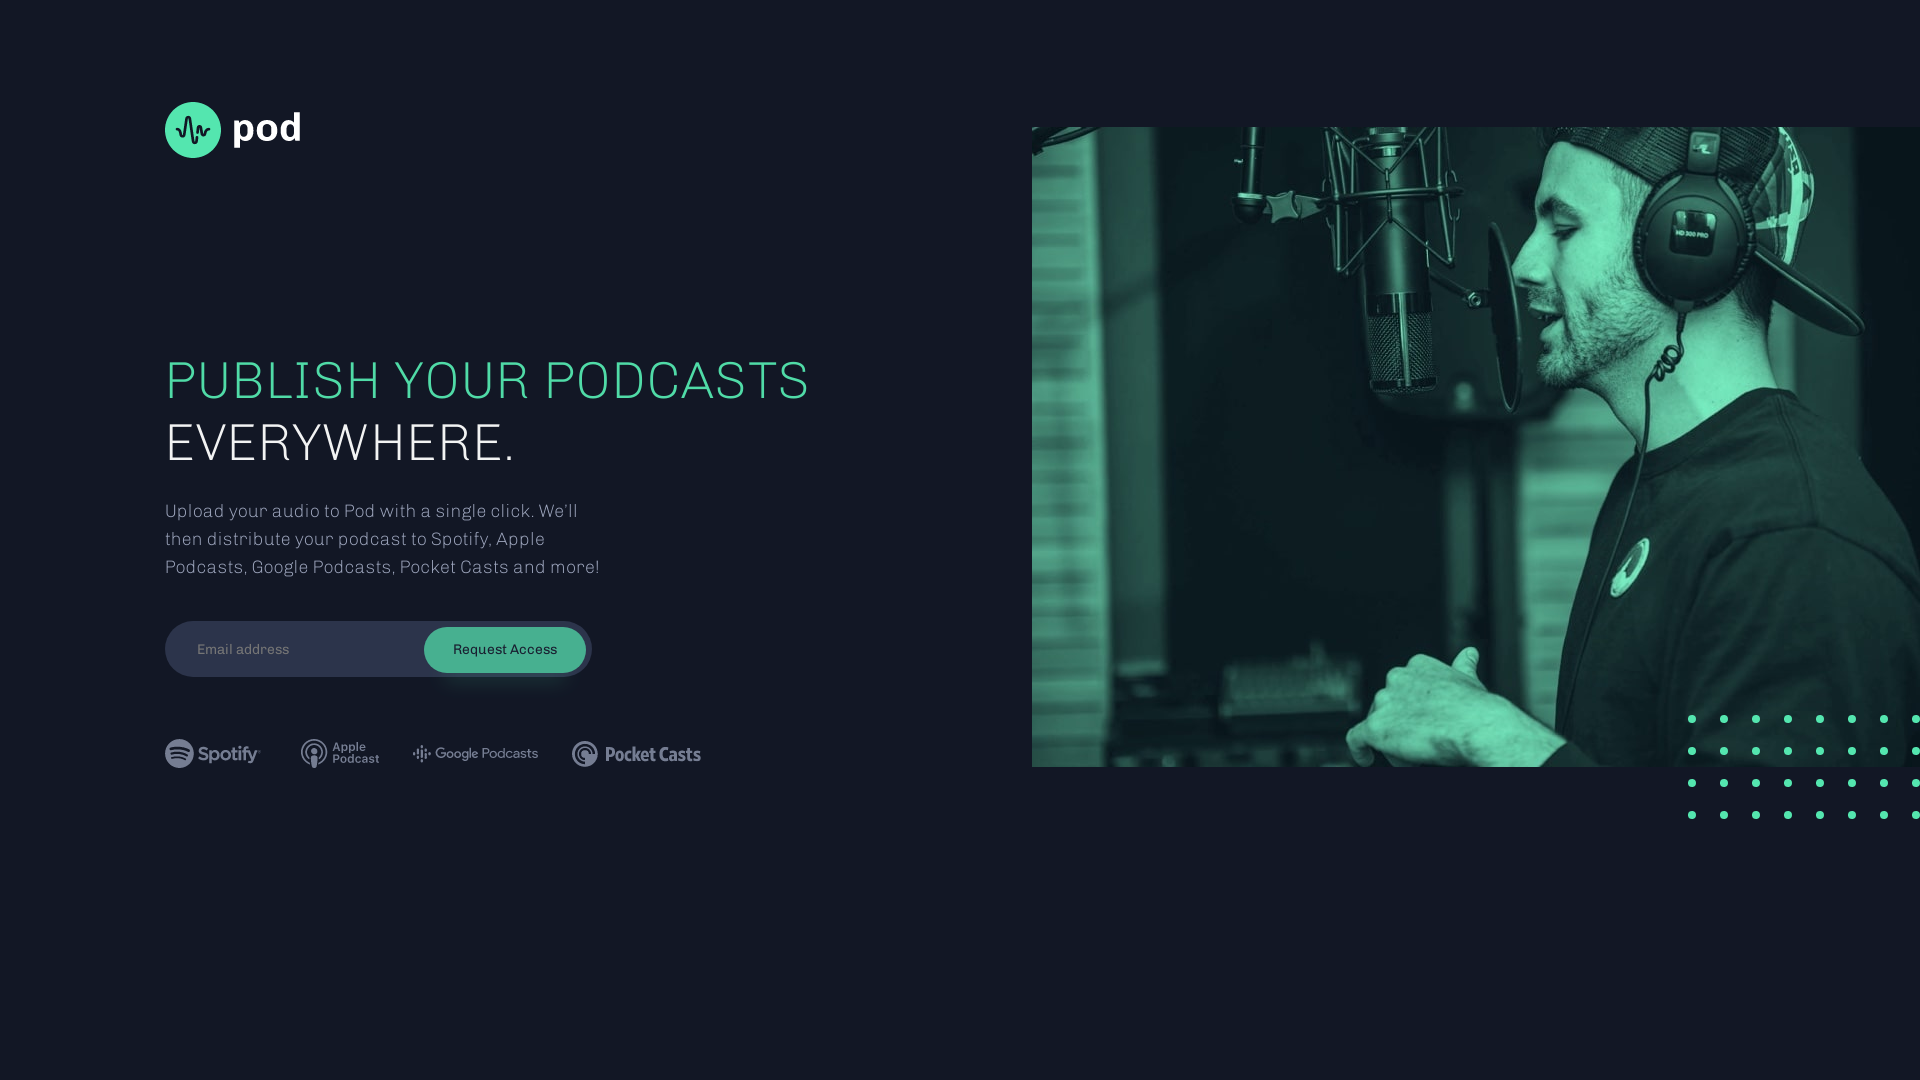 pod
PUBLISH YOUR PODCASTS
EVERYWHERE.
Upload your audio to Pod with a single click. We’ll
then distribute your podcast to Spotify, Apple
Podcasts, Google Podcasts, Pocket Casts and more!
Email address
Request Access
Spotify
Apple
Podcast
Google Podcasts
Pocket Casts
HD 300 PRO